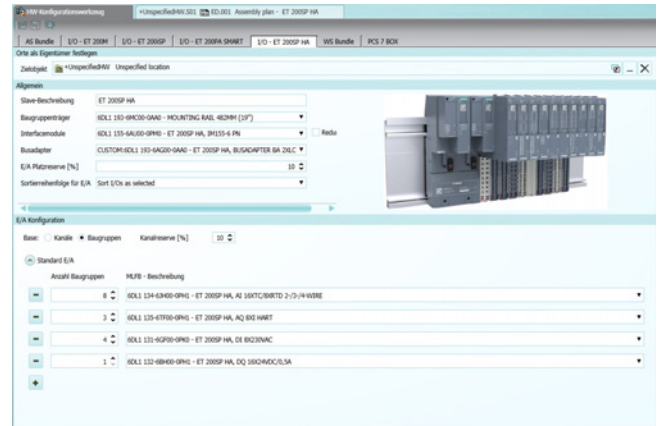 HW-Konfigurationswerkzeug
+UnspecifiedHW.S01 ED.001 Assembly plan - ET 200SP HA
AS Bundle I/O - ET 200M I/O - ET 200iSP I/O - ET 200PA SMART I/O - ET 200SP HA WS Bundle PCS 7 BOX
Orte als Eigentümer festlegen
Zielobjekt +UnspecifiedHW Unspecified location
Allgemein
Slave-Beschreibung ET 200SP HA
Baugruppenträger 6DL1 193-6MC00-0AA0 - MOUNTING RAIL 482MM (19")
Interfacemodule 6DL1 155-6AU00-0PM0 - ET 200SP HA, IM155-6 PN Redu
Busadapter CUSTOM:6DL1 193-6AG00-0AA0 - ET 200SP HA, BUSADAPTER BA 2XLC
E/A Platzreserve [%] 10
Sortierreihenfolge für E/A Sort I/Os as selected
E/A Konfiguration
Base: Kanäle Baugruppen Kanalreserve [%] 10
Standard E/A
Anzahl Baugruppen MLFB - Beschreibung
8 6DL1 134-6JH00-0PH1 - ET 200SP HA, AI 16XTC/8XRTD 2-/3-/4-WIRE
3 6DL1 135-6TF00-0PH1 - ET 200SP HA, AQ 8XI HART
4 6DL1 131-6GF00-0PK0 - ET 200SP HA, DI 8X230VAC
1 6DL1 132-6BH00-0PH1 - ET 200SP HA, DQ 16X24VDC/0,5A